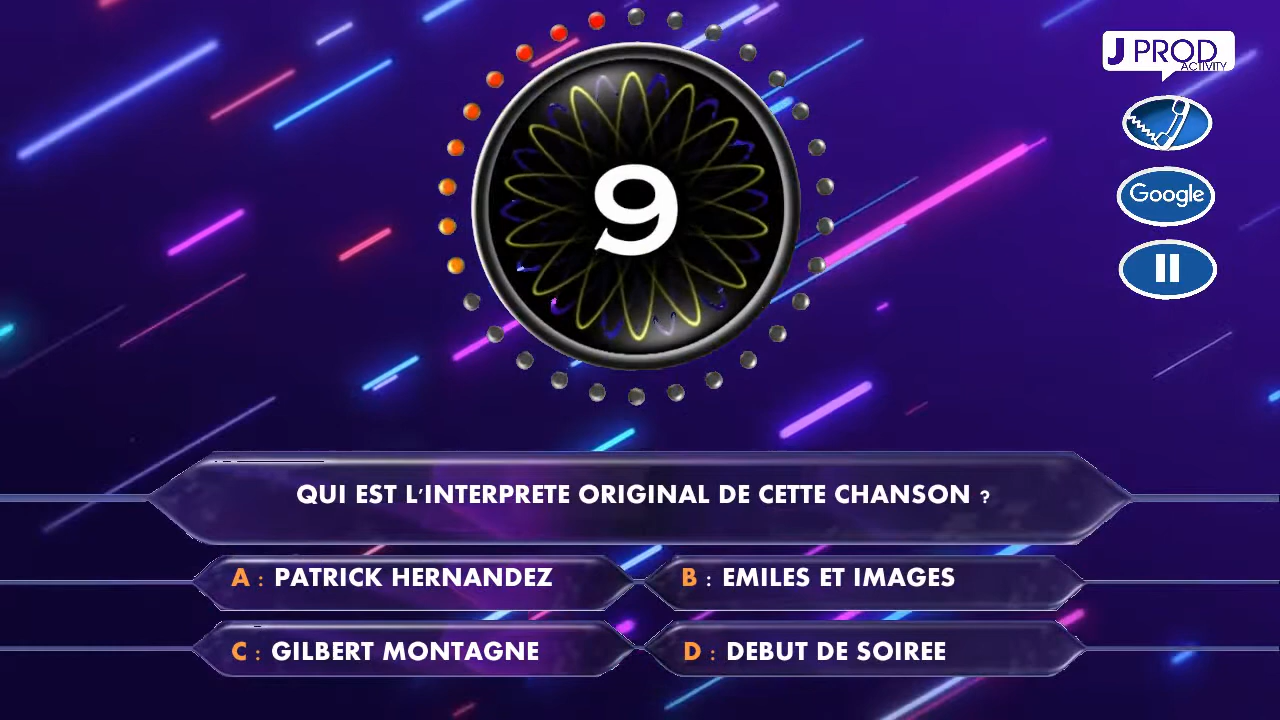 J PROD
ACTIVITY
Google
9
QUI EST L'INTERPRETE ORIGINAL DE CETTE CHANSON ?
A : PATRICK HERNANDEZ
B : EMILES ET IMAGES
C : GILBERT MONTAGNE
D : DEBUT DE SOIREE